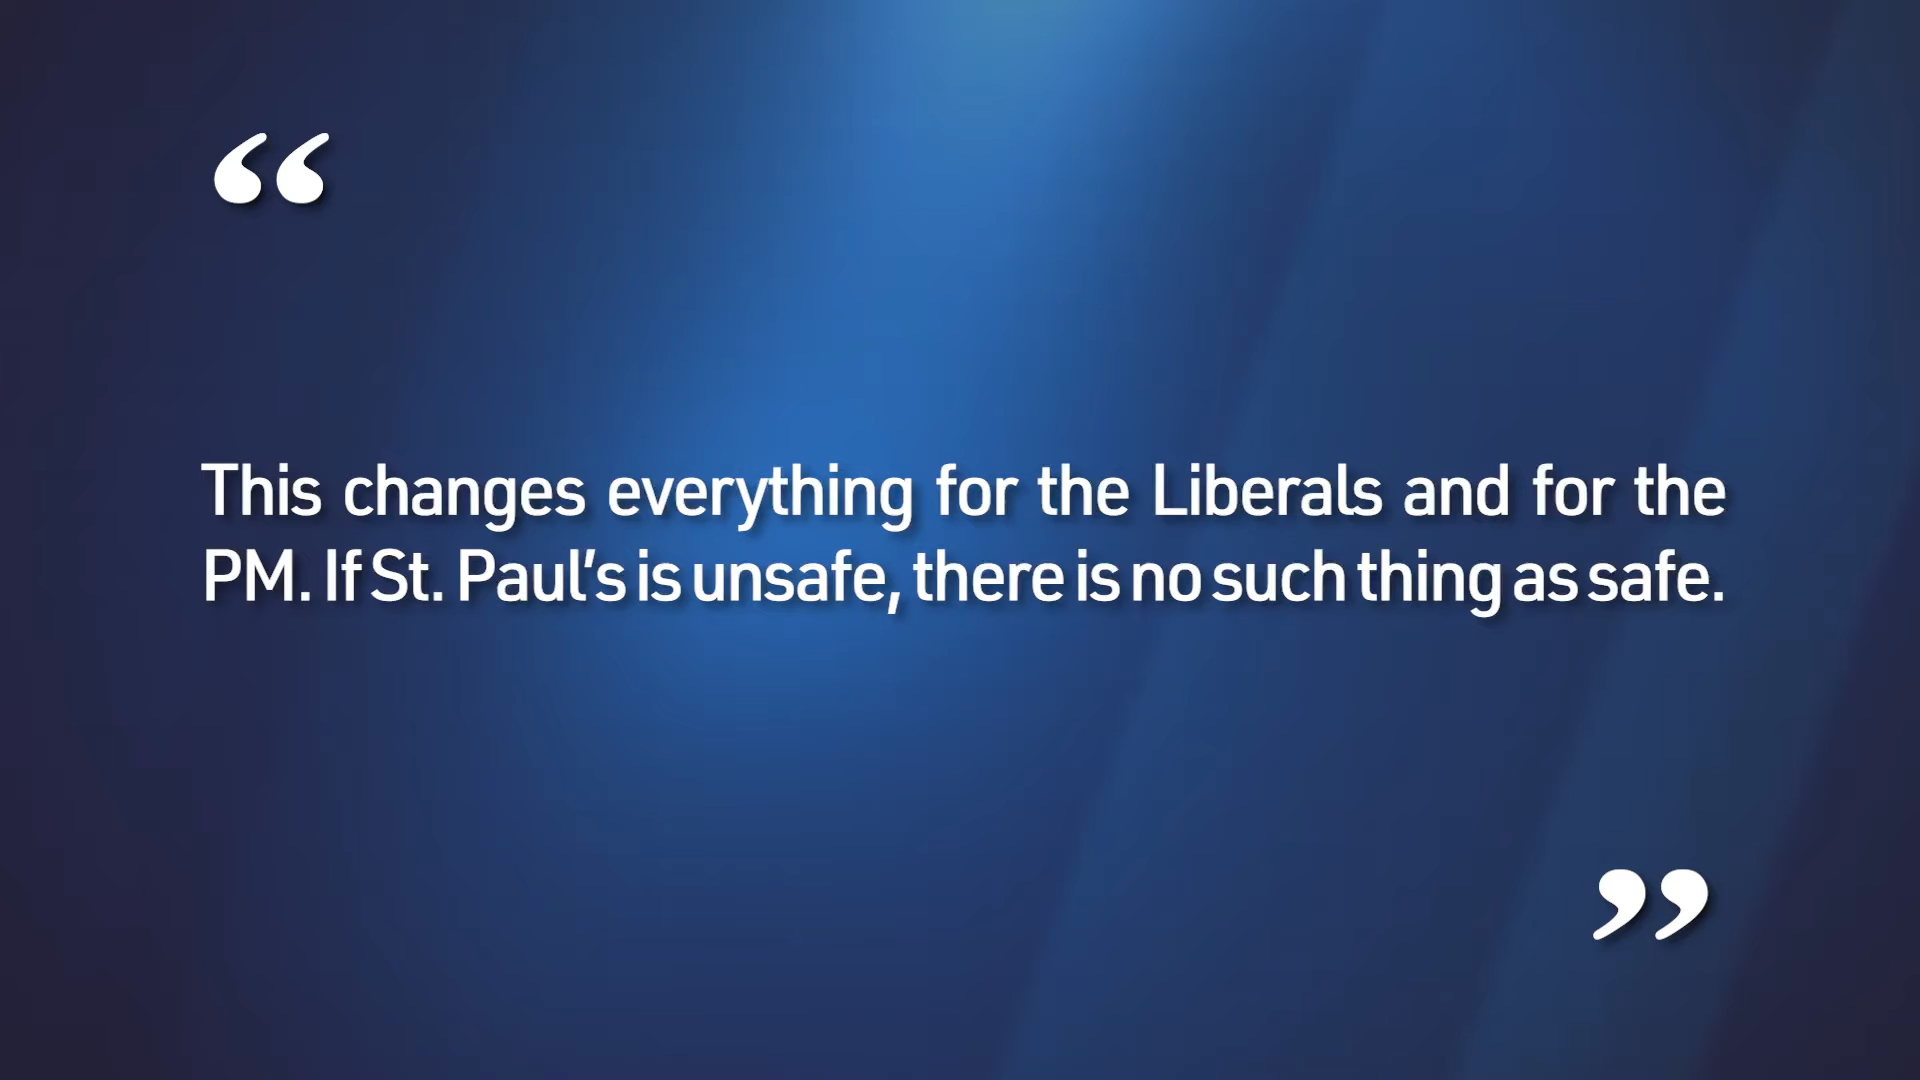 “
This changes everything for the Liberals and for the
PM. If St. Paul’s is unsafe, there is no such thing as safe.
”